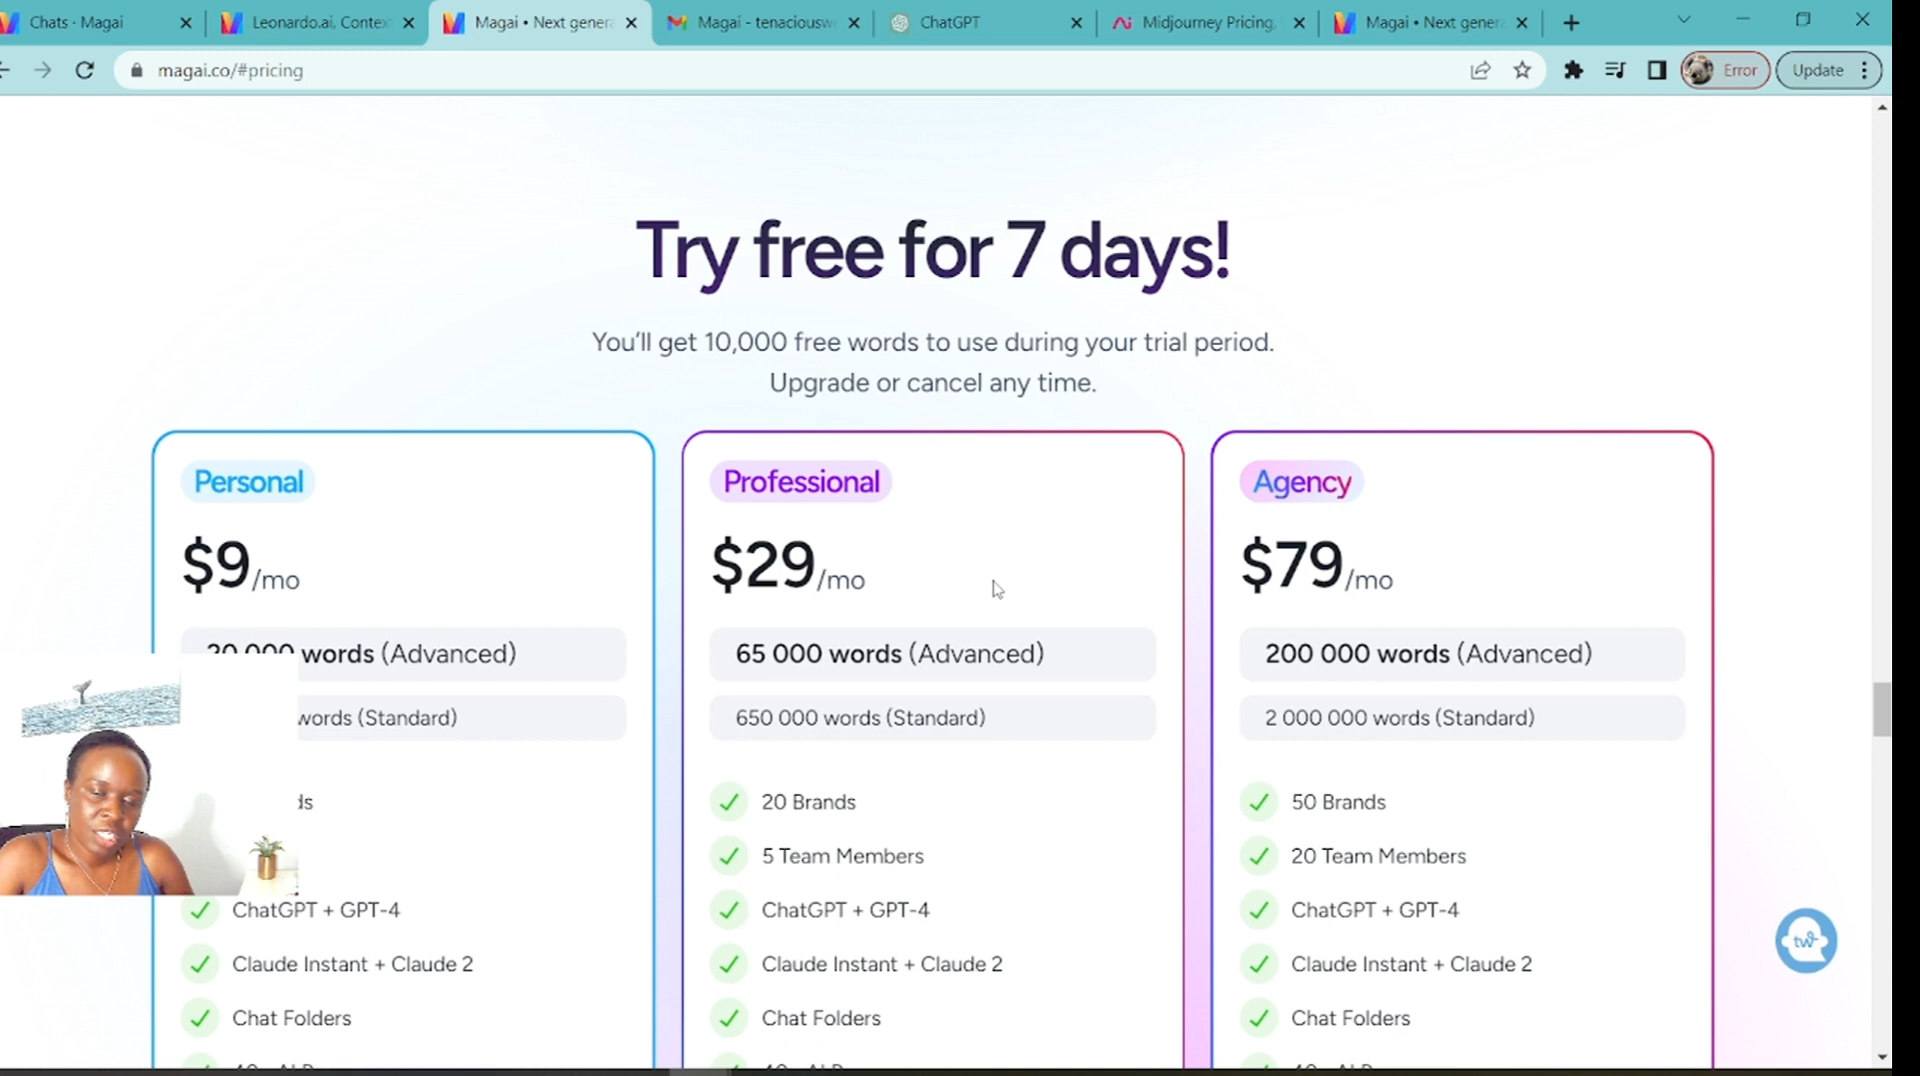 Chats · Magai
Leonardo.ai, Contex
Magai • Next genera
Magai - tenaciousw
ChatGPT
Midjourney Pricing,
Magai • Next genera
magai.co/#pricing
Error
Update
Try free for 7 days!
You'll get 10,000 free words to use during your trial period.
Upgrade or cancel any time.
Personal
$9/mo
words (Advanced)
words (Standard)
ds
ChatGPT + GPT-4
Claude Instant + Claude 2
Chat Folders
Professional
$29/mo
65 000 words (Advanced)
650 000 words (Standard)
20 Brands
5 Team Members
ChatGPT + GPT-4
Claude Instant + Claude 2
Chat Folders
Agency
$79/mo
200 000 words (Advanced)
2 000 000 words (Standard)
50 Brands
20 Team Members
ChatGPT + GPT-4
Claude Instant + Claude 2
Chat Folders
tw